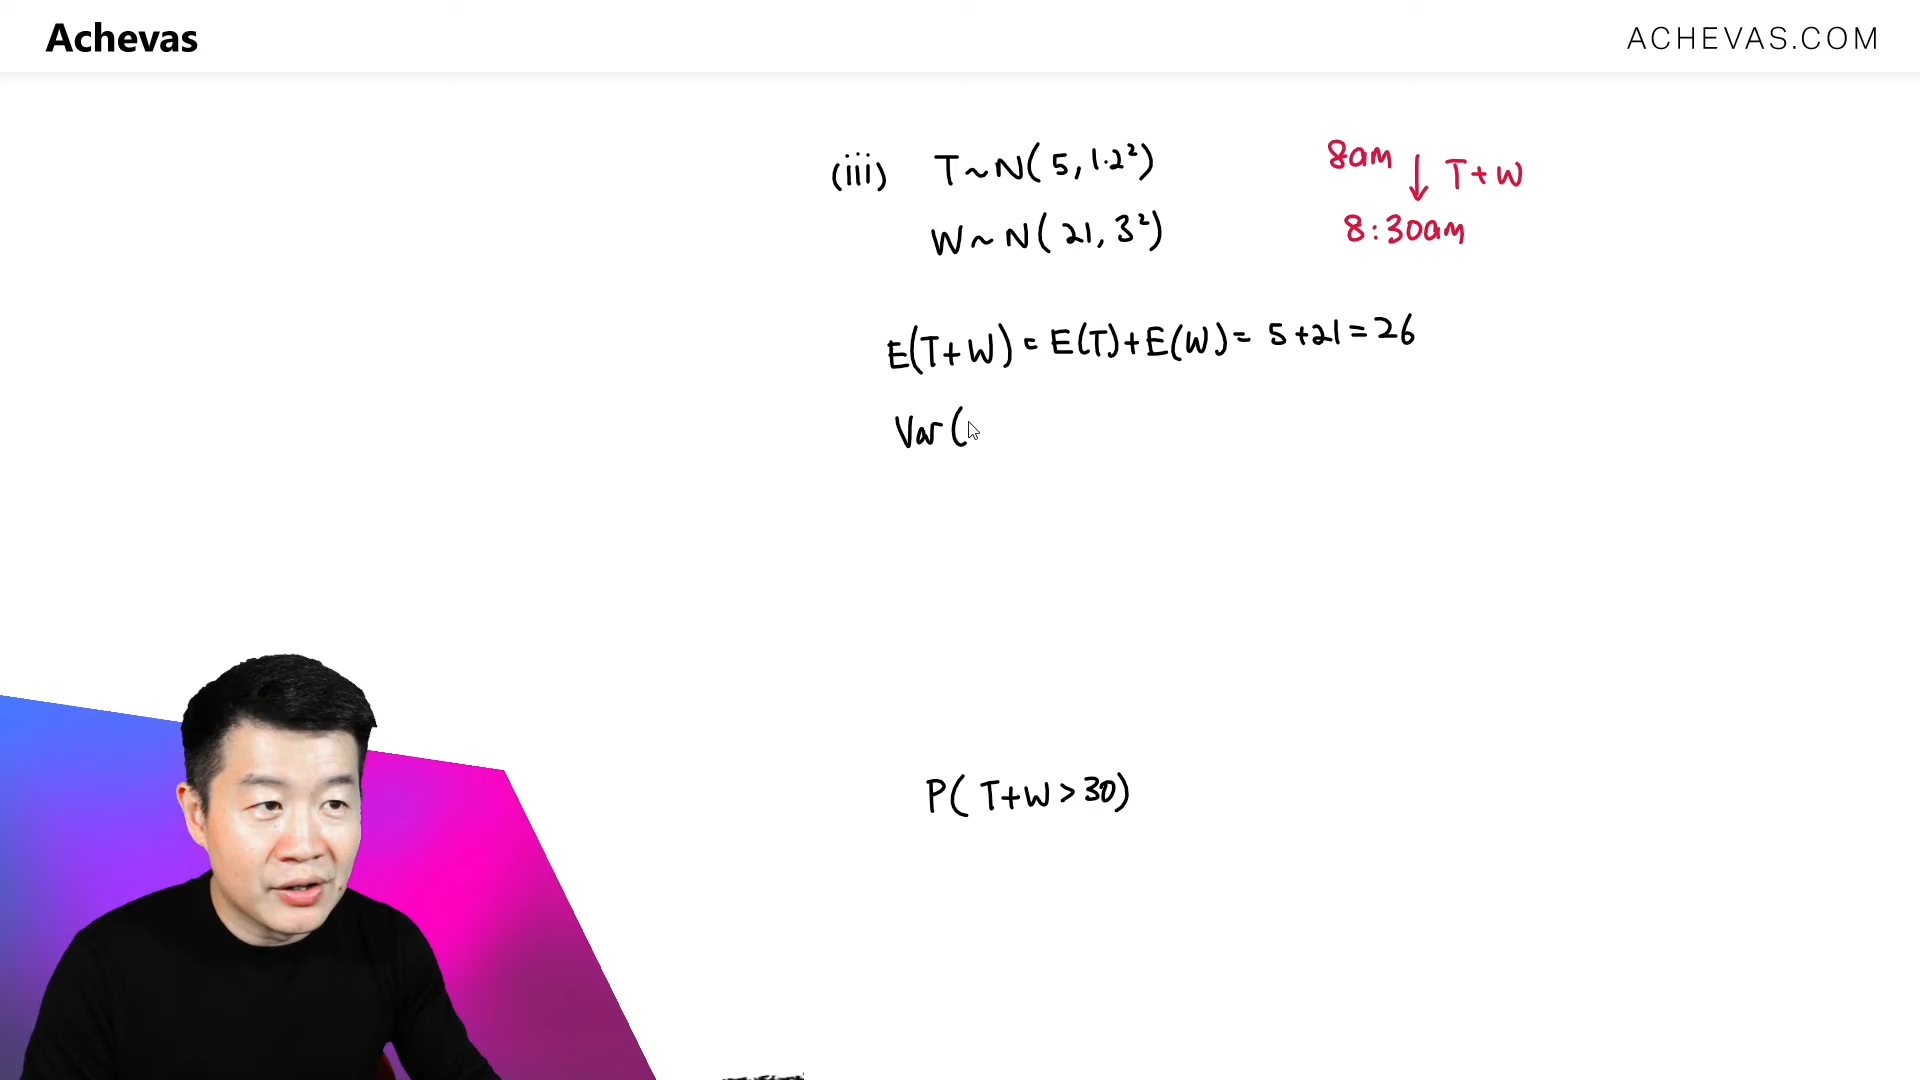 Achevas
ACHEVAS.COM
(iii) T~N(5, 1.2²)
8am ↓ T+W
W~N(21, 3²)
8:30am
E(T+W) = E(T)+E(W) = 5+21 = 26
Var (
P( T+W > 30)